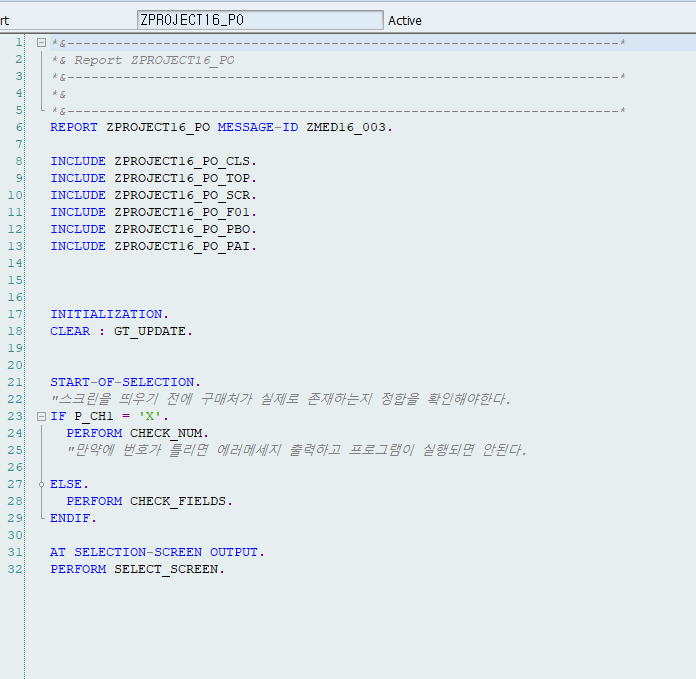 rt ZPROJECT16_PO Active
1 *&---------------------------------------------------------------------*
2 *& Report ZPROJECT16_PO
3 *&---------------------------------------------------------------------*
4 *&
5 *&---------------------------------------------------------------------*
6 REPORT ZPROJECT16_PO MESSAGE-ID ZMED16_003.
7
8 INCLUDE ZPROJECT16_PO_CLS.
9 INCLUDE ZPROJECT16_PO_TOP.
10 INCLUDE ZPROJECT16_PO_SCR.
11 INCLUDE ZPROJECT16_PO_F01.
12 INCLUDE ZPROJECT16_PO_PBO.
13 INCLUDE ZPROJECT16_PO_PAI.
14
15
16
17 INITIALIZATION.
18 CLEAR : GT_UPDATE.
19
20
21 START-OF-SELECTION.
22 "스크린을 띄우기 전에 구매처가 실제로 존재하는지 정합을 확인해야한다.
23 IF P_CH1 = 'X'.
24 PERFORM CHECK_NUM.
25 "만약에 번호가 틀리면 에러메세지 출력하고 프로그램이 실행되면 안된다.
26
27 ELSE.
28 PERFORM CHECK_FIELDS.
29 ENDIF.
30
31 AT SELECTION-SCREEN OUTPUT.
32 PERFORM SELECT_SCREEN.